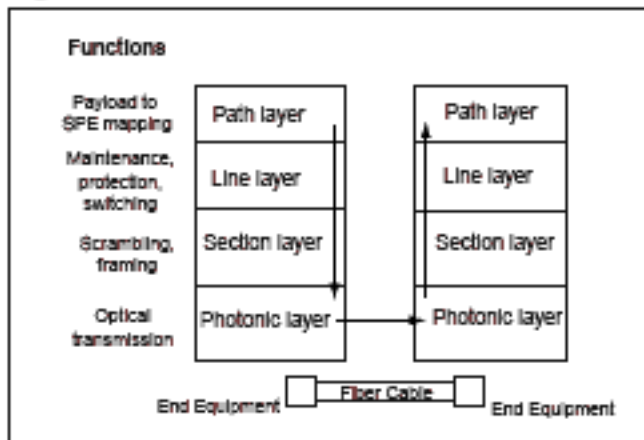 Functions
Payload to
SPE mapping
Path layer
Path layer
Maintenance,
protection,
switching
Line layer
Line layer
Scrambling,
framing
Section layer
Section layer
Optical
transmission
Photonic layer
Photonic layer
Fiber Cable
End Equipment
End Equipment